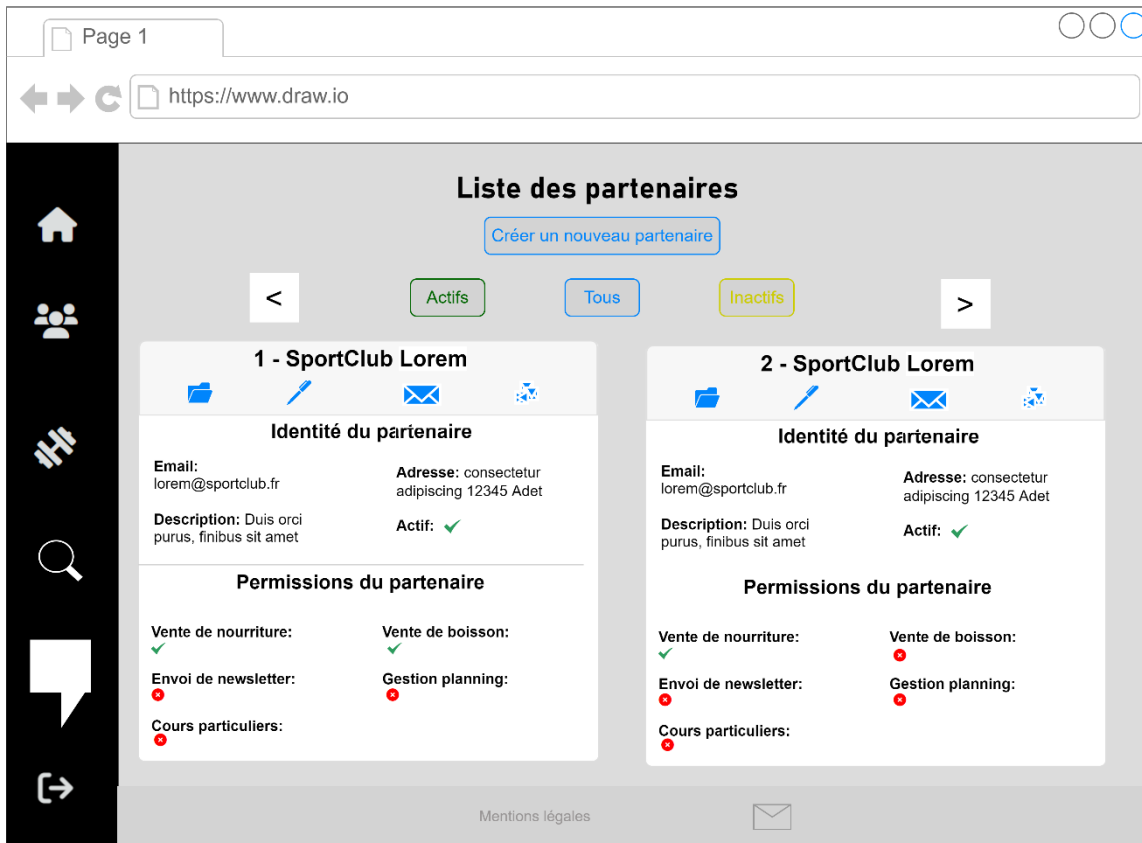 Page 1
https://www.draw.io
Liste des partenaires
Créer un nouveau partenaire
<
Actifs
Tous
Inactifs
>
1 - SportClub Lorem
Identité du partenaire
Email:
lorem@sportclub.fr
Adresse: consectetur
adipiscing 12345 Adet
Description: Duis orci
purus, finibus sit amet
Actif:
Permissions du partenaire
Vente de nourriture:
Vente de boisson:
Envoi de newsletter:
Gestion planning:
Cours particuliers:
2 - SportClub Lorem
Identité du partenaire
Email:
lorem@sportclub.fr
Adresse: consectetur
adipiscing 12345 Adet
Description: Duis orci
purus, finibus sit amet
Actif:
Permissions du partenaire
Vente de nourriture:
Vente de boisson:
Envoi de newsletter:
Gestion planning:
Cours particuliers:
Mentions légales